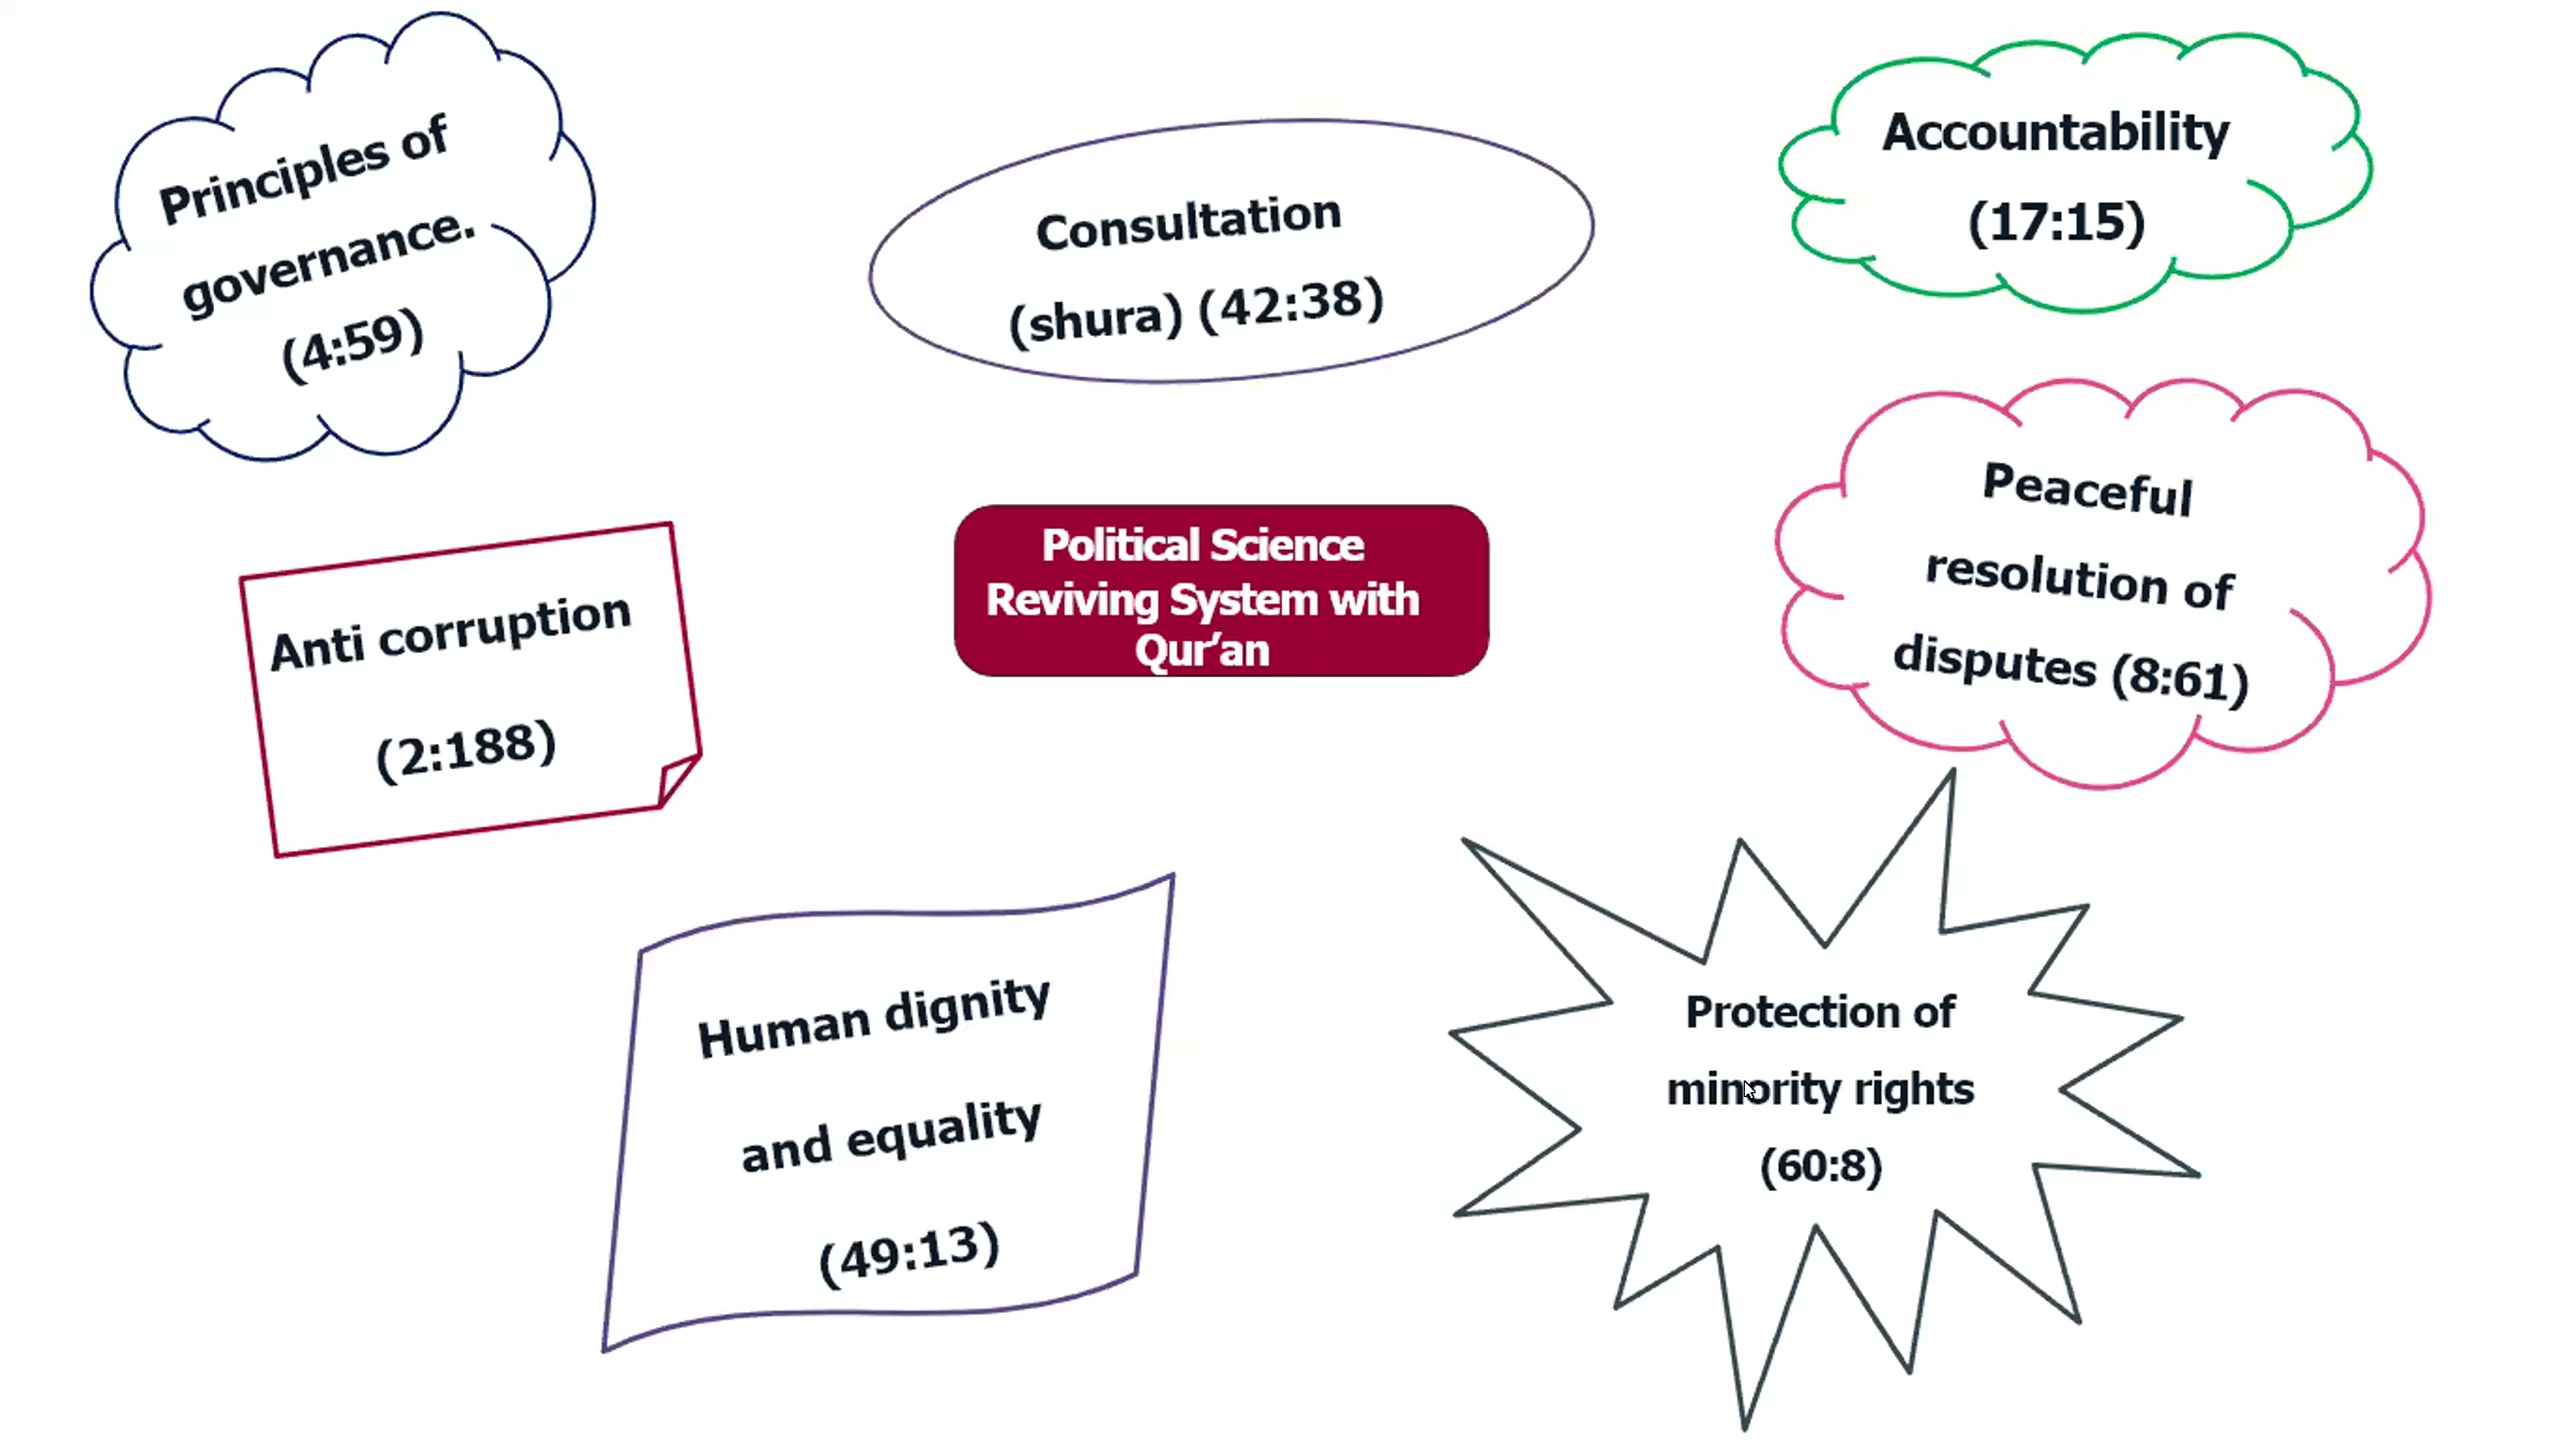 Principles of
governance.
(4:59)
Consultation
(shura) (42:38)
Accountability
(17:15)
Political Science
Reviving System with
Qur’an
Peaceful
resolution of
disputes (8:61)
Anti corruption
(2:188)
Human dignity
and equality
(49:13)
Protection of
minority rights
(60:8)